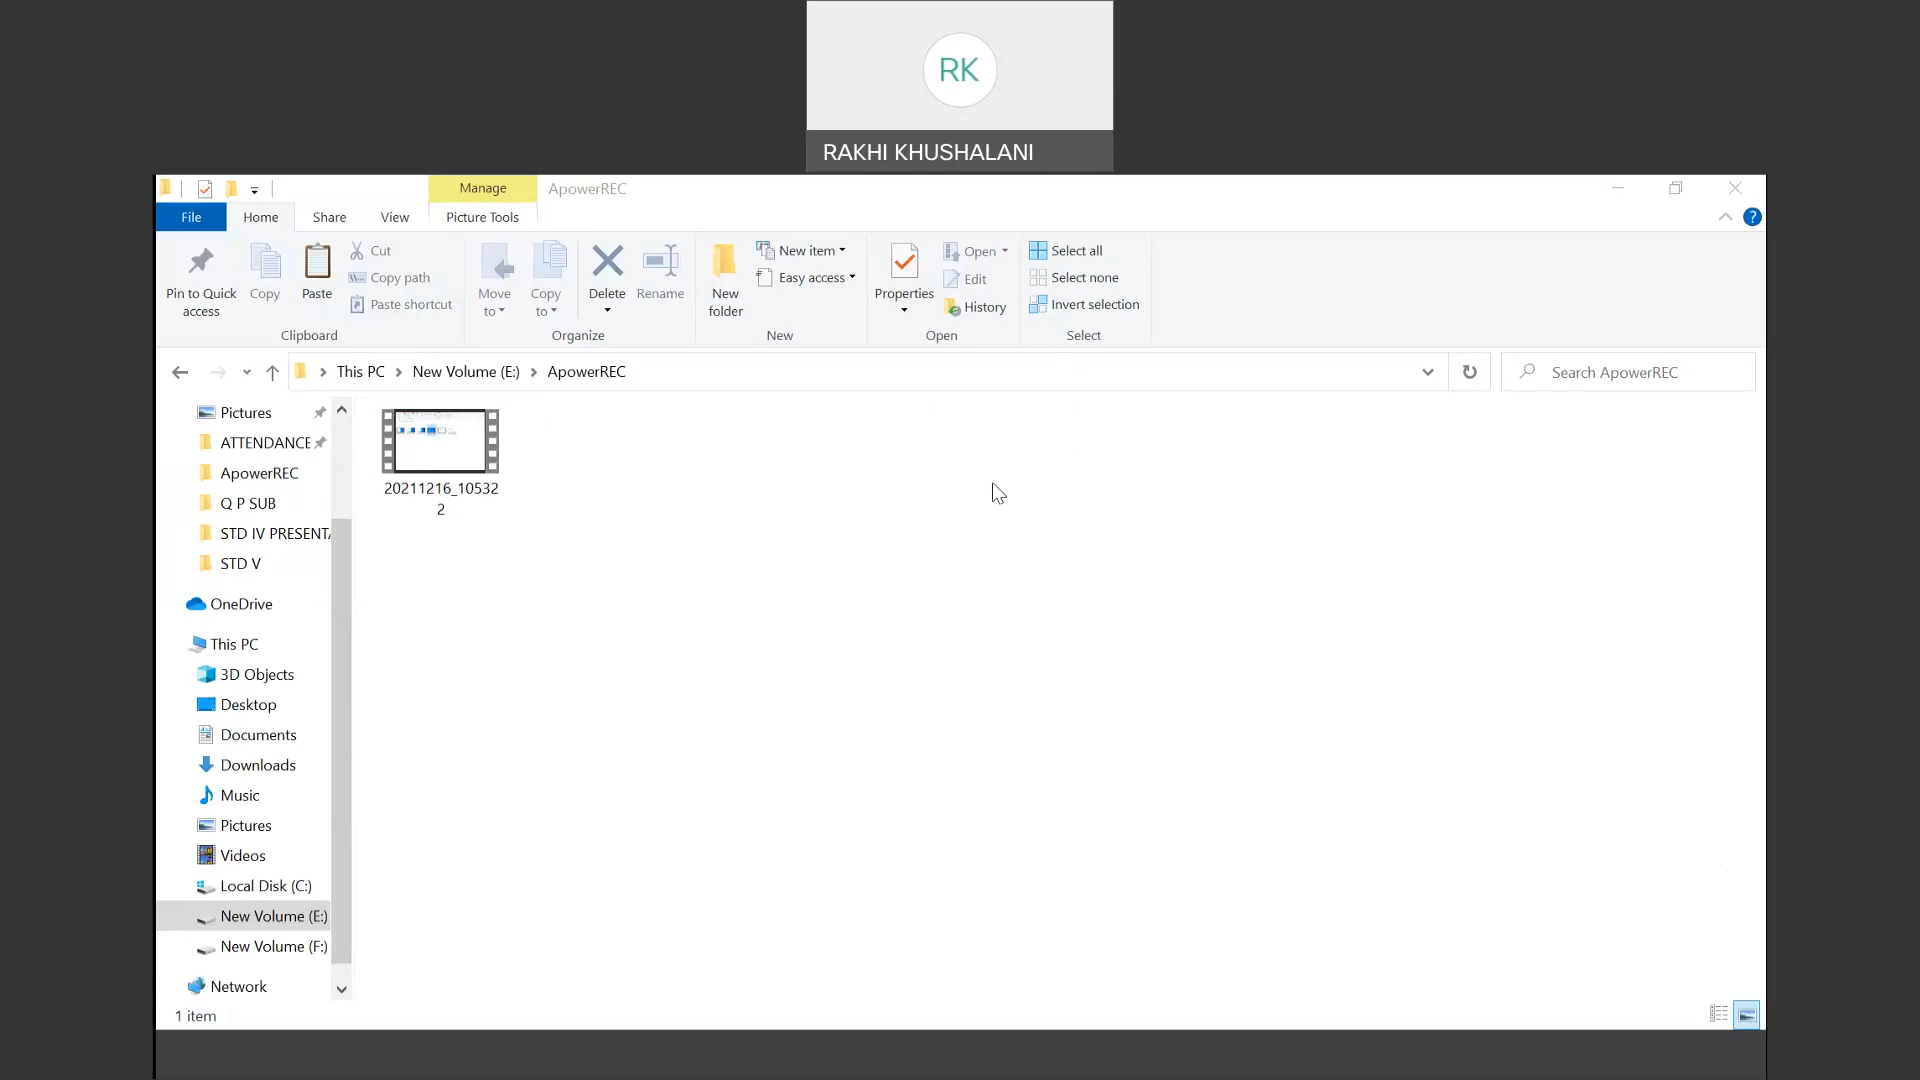 RK
RAKHI KHUSHALANI
Manage
ApowerREC
File
Home
Share
View
Picture Tools
Pin to Quick
access
Copy
Paste
Cut
Copy path
Paste shortcut
Clipboard
Move
to
Copy
to
Delete
Rename
Organize
New
folder
New item
Easy access
New
Properties
Open
Edit
History
Open
Select all
Select none
Invert selection
Select
This PC
New Volume (E:)
ApowerREC
Search ApowerREC
Pictures
ATTENDANCE
ApowerREC
Q P SUB
STD IV PRESENTA
STD V
OneDrive
This PC
3D Objects
Desktop
Documents
Downloads
Music
Pictures
Videos
Local Disk (C:)
New Volume (E:)
New Volume (F:)
Network
20211216_10532
2
1 item